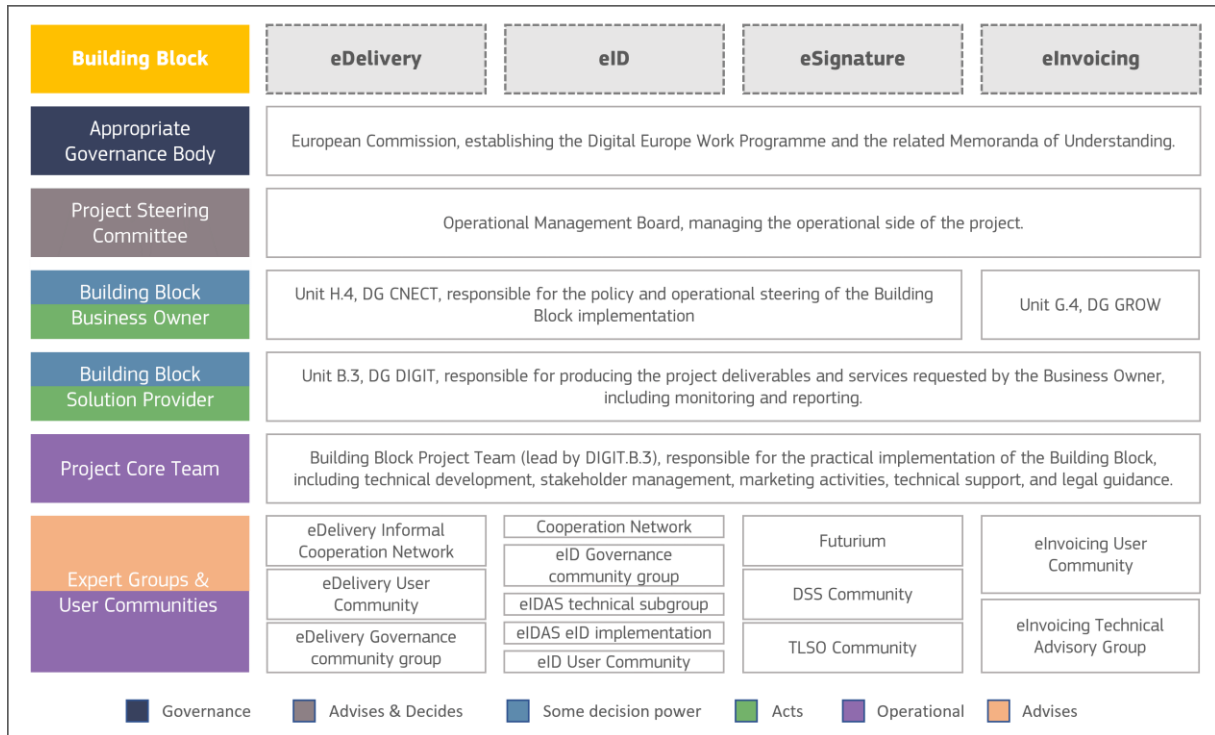 Building Block
eDelivery
eID
eSignature
eInvoicing
Appropriate
Governance Body
European Commission, establishing the Digital Europe Work Programme and the related Memoranda of Understanding.
Project Steering
Committee
Operational Management Board, managing the operational side of the project.
Building Block
Business Owner
Unit H.4, DG CNECT, responsible for the policy and operational steering of the Building
Block implementation
Unit G.4, DG GROW
Building Block
Solution Provider
Unit B.3, DG DIGIT, responsible for producing the project deliverables and services requested by the Business Owner,
including monitoring and reporting.
Project Core Team
Building Block Project Team (lead by DIGIT.B.3), responsible for the practical implementation of the Building Block,
including technical development, stakeholder management, marketing activities, technical support, and legal guidance.
Expert Groups &
User Communities
eDelivery Informal
Cooperation Network
eDelivery User
Community
eDelivery Governance
community group
Cooperation Network
eID Governance
community group
eIDAS technical subgroup
eIDAS eID implementation
eID User Community
Futurium
DSS Community
TLSO Community
eInvoicing User
Community
eInvoicing Technical
Advisory Group
Governance
Advises & Decides
Some decision power
Acts
Operational
Advises